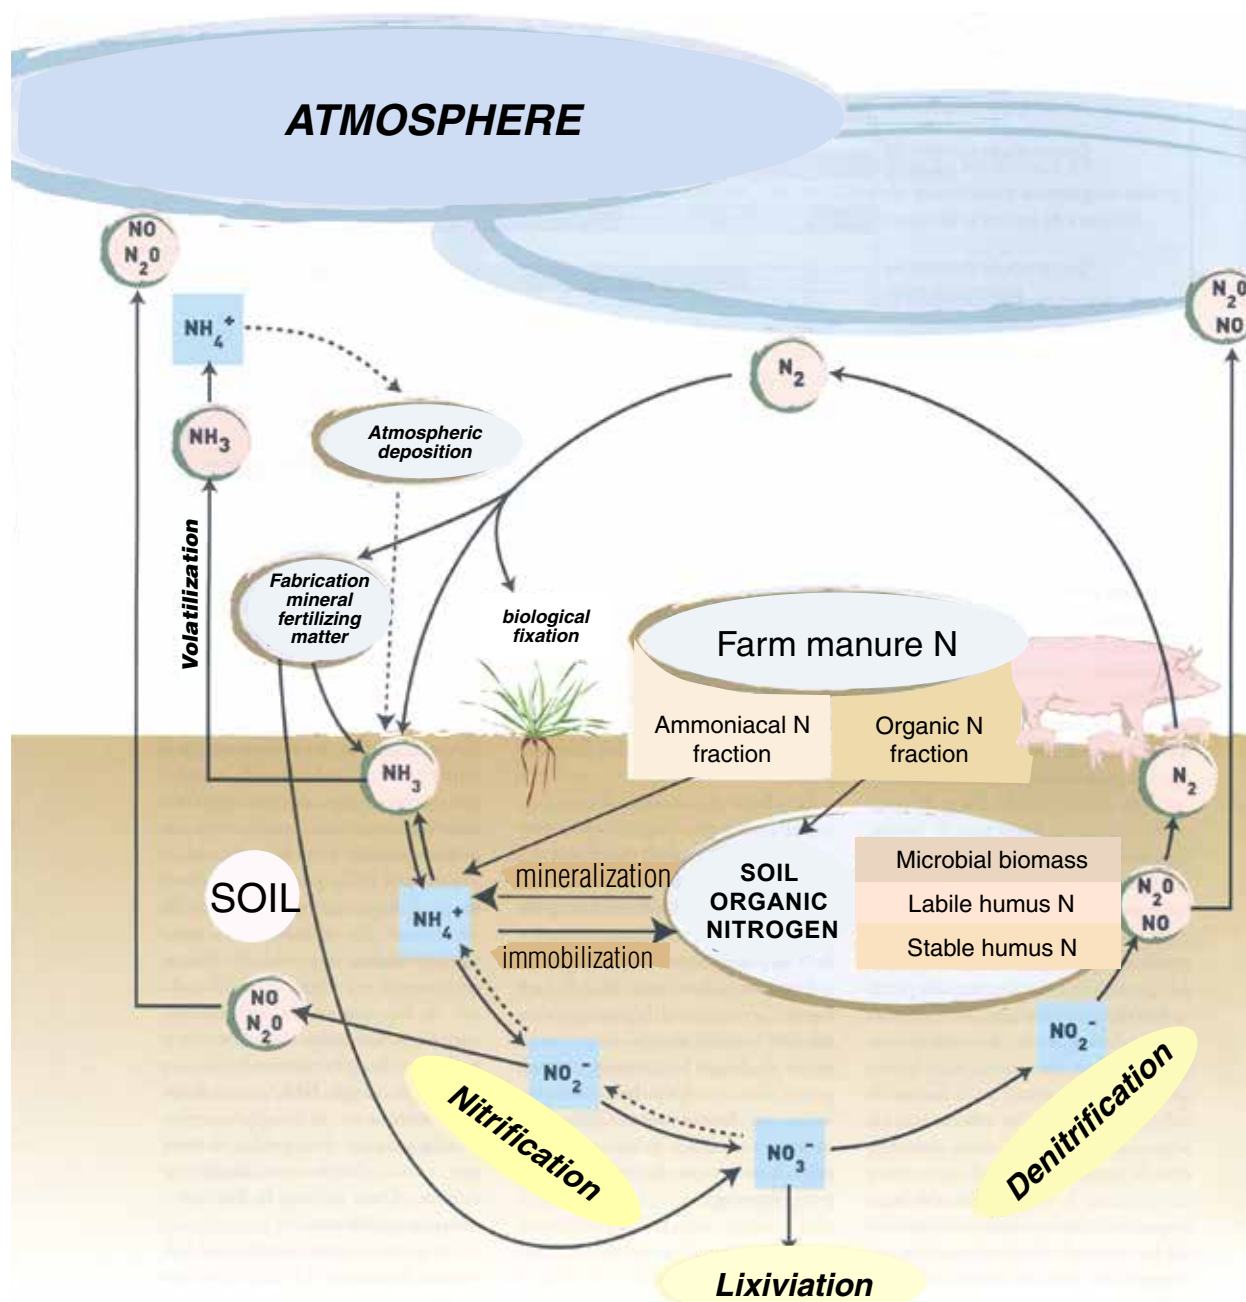 ATMOSPHERE
NO
N₂O
N₂O
NO
NH₄⁺
N₂
NH₃
Atmospheric
deposition
Volatilization
Fabrication
mineral
fertilizing
matter
biological
fixation
Farm manure N
Ammoniacal N
fraction
Organic N
fraction
NH₃
N₂
SOIL
mineralization
immobilization
NH₄⁺
SOIL
ORGANIC
NITROGEN
Microbial biomass
Labile humus N
Stable humus N
N₂O
NO
NO
N₂O
NO₂⁻
NO₂⁻
Nitrification
NO₃⁻
Denitrification
Lixiviation